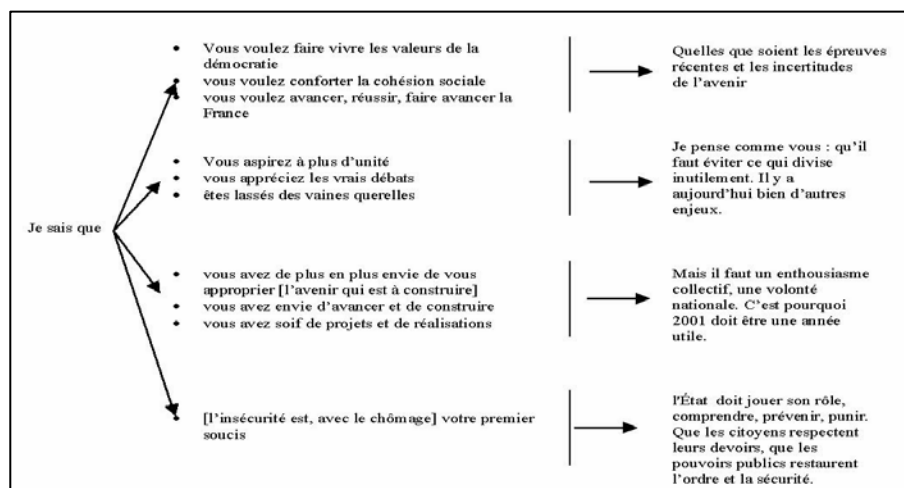 Vous voulez faire vivre les valeurs de la
démocratie
vous voulez conforter la cohésion sociale
vous voulez avancer, réussir, faire avancer la
France
Quelles que soient les épreuves
récentes et les incertitudes
de l'avenir
Vous aspirez à plus d'unité
vous appréciez les vrais débats
êtes lassés des vaines querelles
Je pense comme vous : qu'il
faut éviter ce qui divise
inutilement. Il y a
aujourd'hui bien d'autres
enjeux.
Je sais que
vous avez de plus en plus envie de vous
approprier [l'avenir qui est à construire]
vous avez envie d'avancer et de construire
vous avez soif de projets et de réalisations
Mais il faut un enthousiasme
collectif, une volonté
nationale. C'est pourquoi
2001 doit être une année
utile.
[l'insécurité est, avec le chômage] votre premier
soucis
l'État doit jouer son rôle,
comprendre, prévenir, punir.
Que les citoyens respectent
leurs devoirs, que les
pouvoirs publics restaurent
l'ordre et la sécurité.